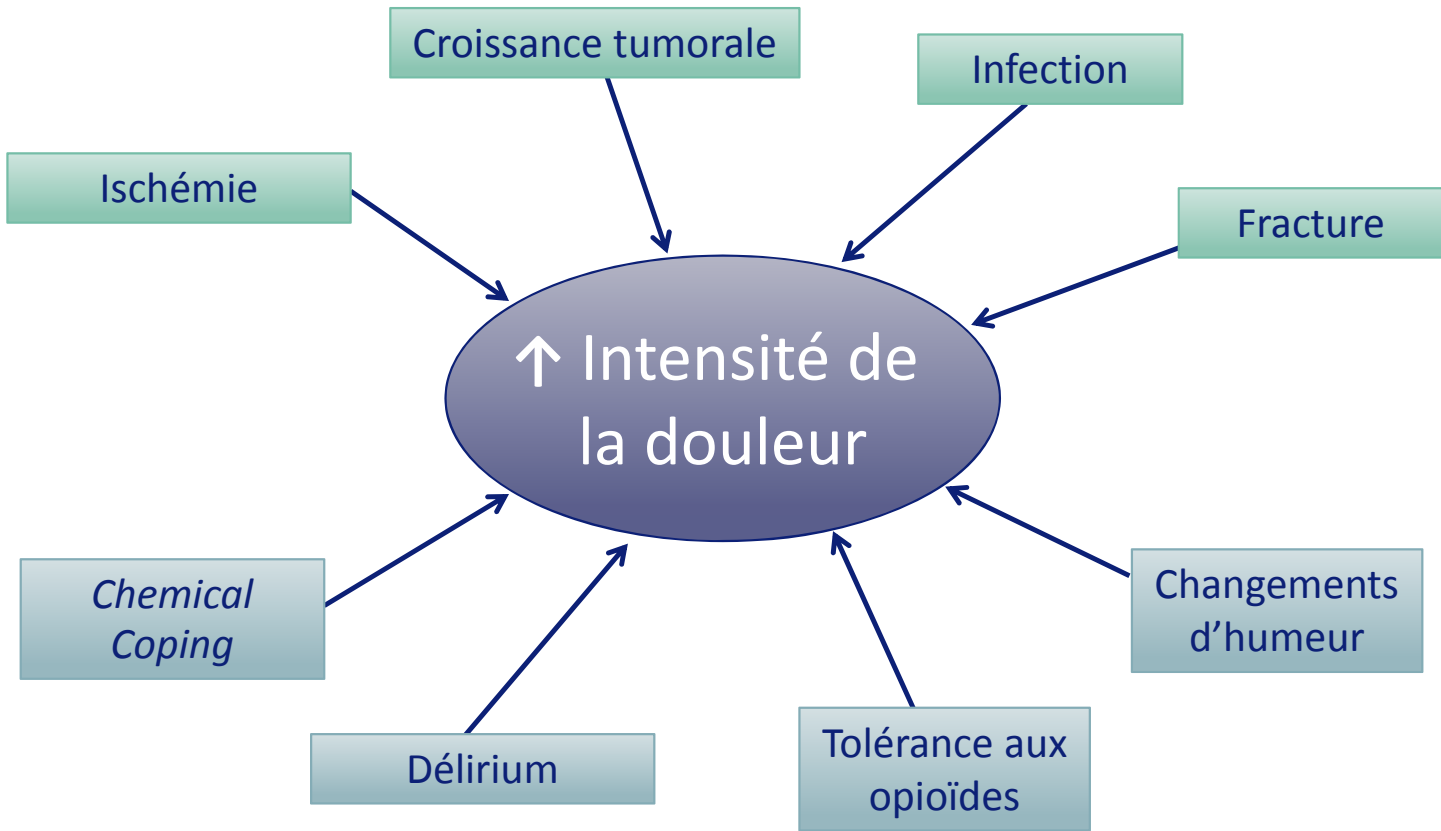 Croissance tumorale
Infection
Ischémie
Fracture
↑ Intensité de
la douleur
Chemical
Coping
Changements
d’humeur
Délirium
Tolérance aux
opioïdes